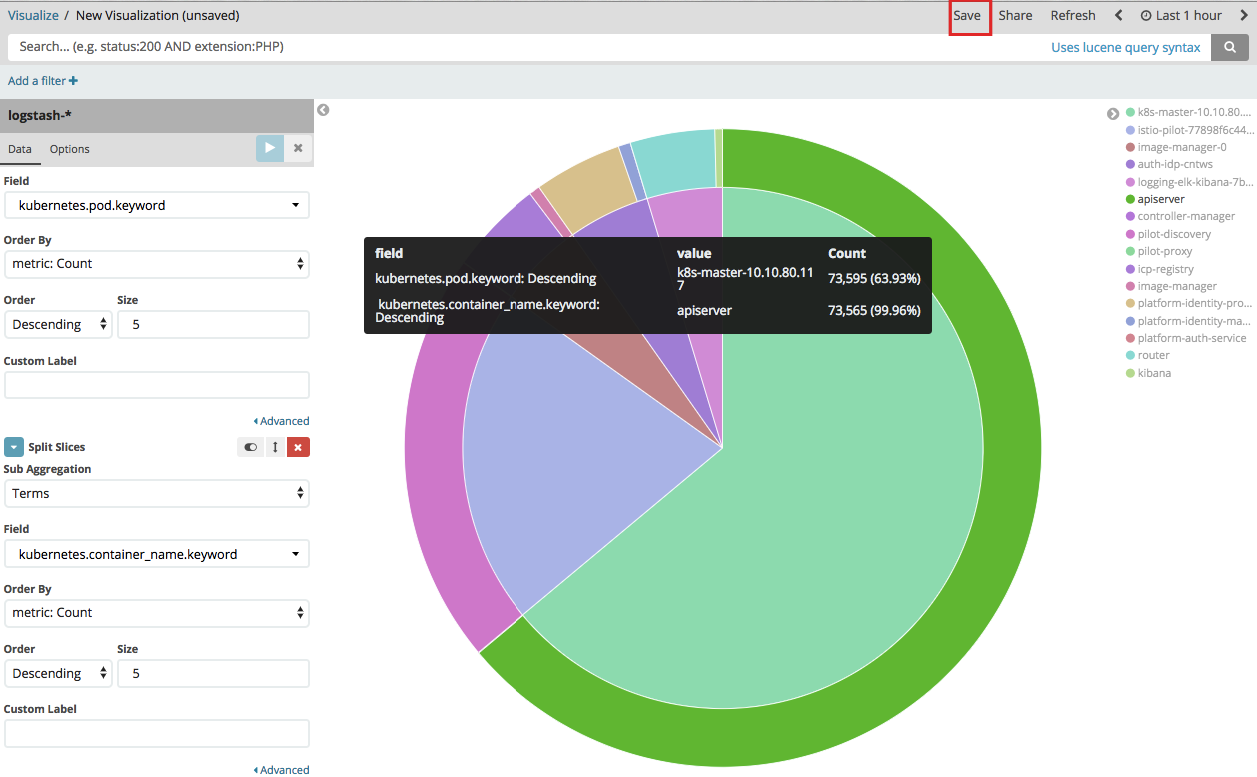 Visualize / New Visualization (unsaved)
Save Share Refresh Last 1 hour
Search... (e.g. status:200 AND extension:PHP)
Uses lucene query syntax
Add a filter +
logstash-*
Data Options
Field
kubernetes.pod.keyword
Order By
metric: Count
Order Size
Descending 5
Custom Label
Advanced
Split Slices
Sub Aggregation
Terms
Field
kubernetes.container_name.keyword
Order By
metric: Count
Order Size
Descending 5
Custom Label
Advanced
field value Count
kubernetes.pod.keyword: Descending k8s-master-10.10.80.11
7 73,595 (63.93%)
kubernetes.container_name.keyword:
Descending apiserver 73,565 (99.96%)
k8s-master-10.10.80....
istio-pilot-77898f6c44...
image-manager-0
auth-idp-cntws
logging-elk-kibana-7b...
apiserver
controller-manager
pilot-discovery
pilot-proxy
icp-registry
image-manager
platform-identity-pro...
platform-identity-ma...
platform-auth-service
router
kibana